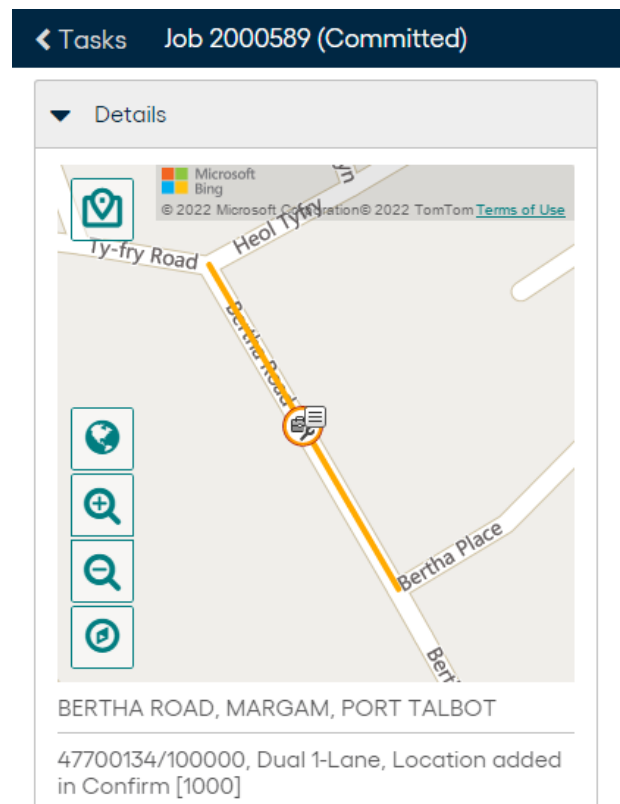 Tasks Job 2000589 (Committed)
Details
Microsoft
Bing
© 2022 Microsoft Corporation© 2022 TomTom Terms of Use
yn
Heol Tyfry
Ty-fry Road
Bertha Road
Bertha Place
Bert
BERTHA ROAD, MARGAM, PORT TALBOT
47700134/100000, Dual 1-Lane, Location added
in Confirm [1000]